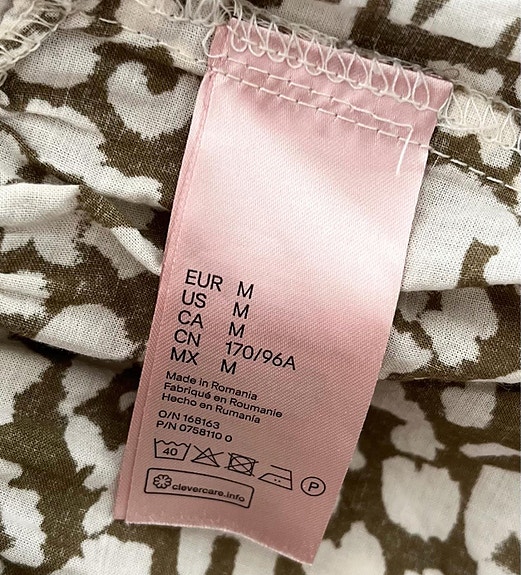 EUR M
US M
CA M
CN 170/96A
MX M
Made in Romania
Fabriqué en Roumanie
Hecho en Rumanía
O/N 168163
P/N 0758110 0
40 P
clevercare.info